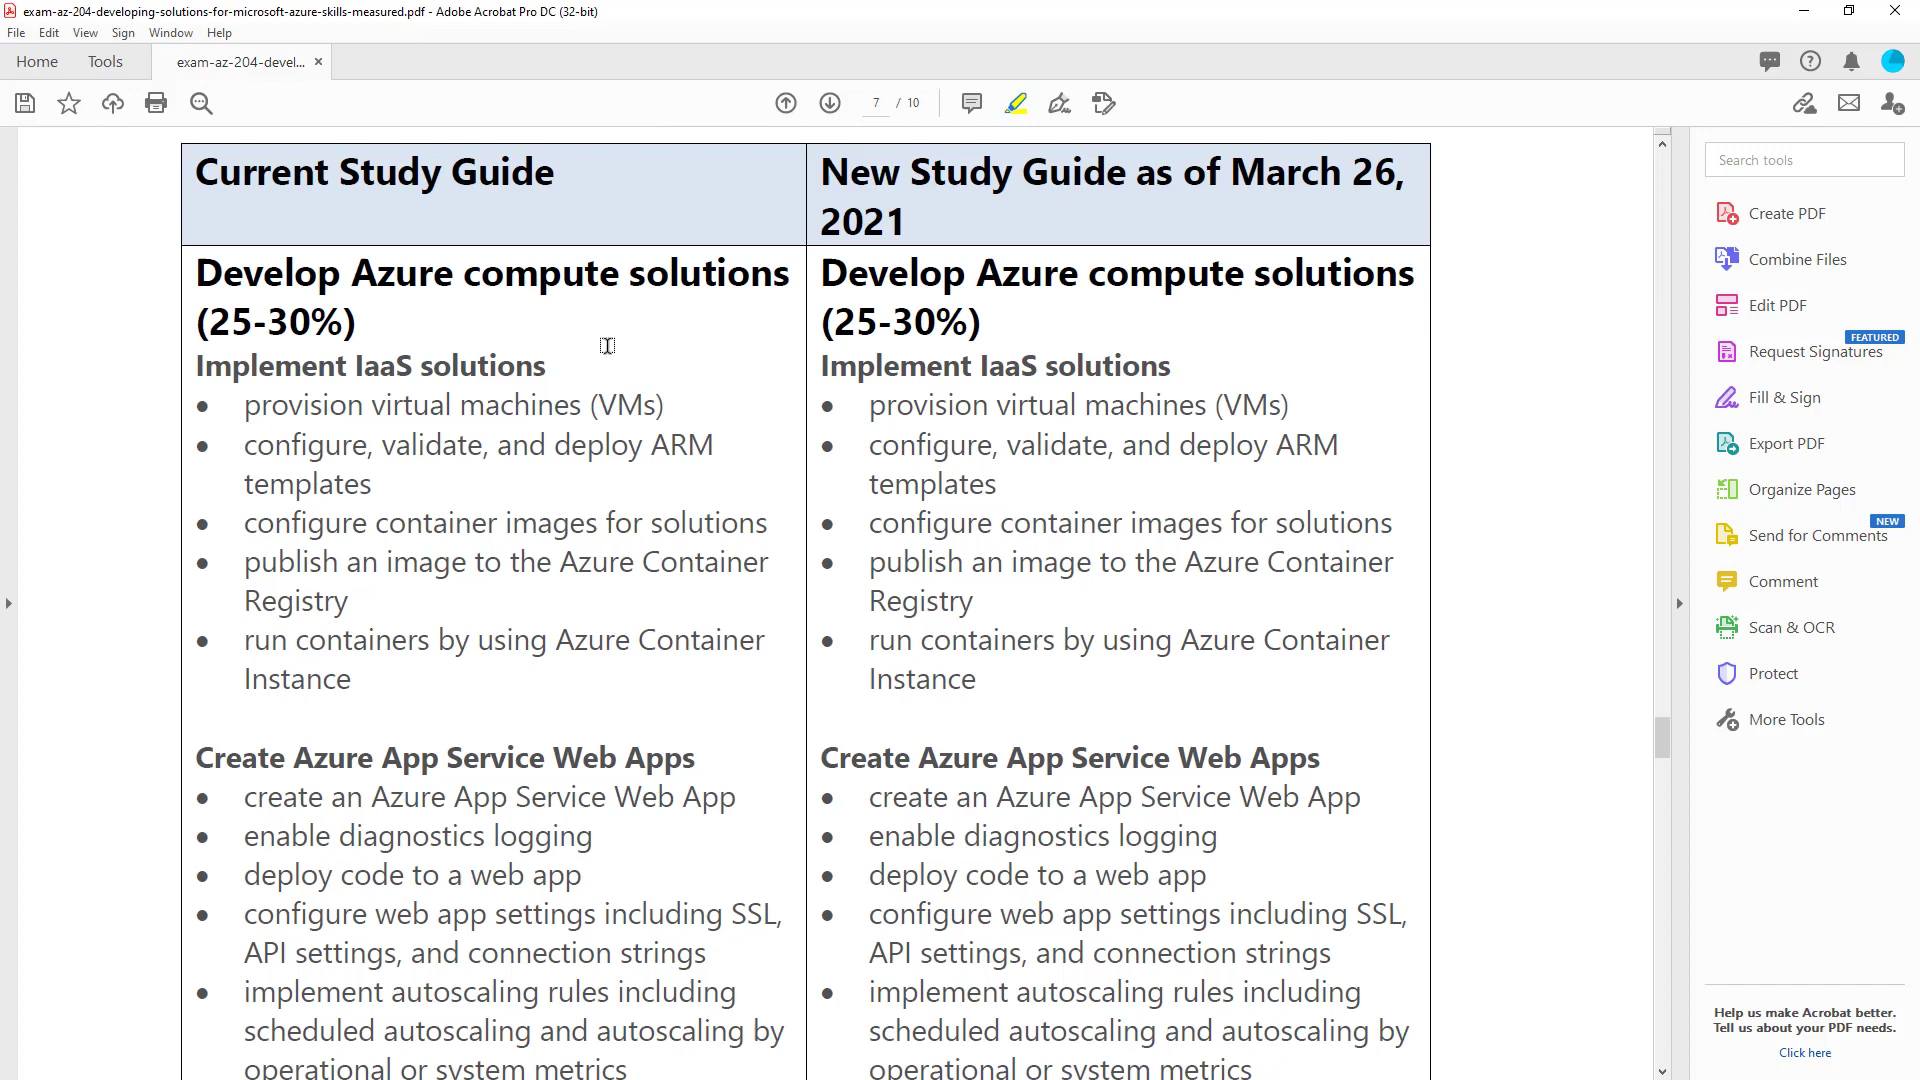 exam-az-204-developing-solutions-for-microsoft-azure-skills-measured.pdf - Adobe Acrobat Pro DC (32-bit)
File Edit View Sign Window Help
Home Tools exam-az-204-devel... ×
7 / 10
Current Study Guide
New Study Guide as of March 26,
2021
Develop Azure compute solutions
(25-30%)
Implement IaaS solutions
• provision virtual machines (VMs)
• configure, validate, and deploy ARM
templates
• configure container images for solutions
• publish an image to the Azure Container
Registry
• run containers by using Azure Container
Instance
Create Azure App Service Web Apps
• create an Azure App Service Web App
• enable diagnostics logging
• deploy code to a web app
• configure web app settings including SSL,
API settings, and connection strings
• implement autoscaling rules including
scheduled autoscaling and autoscaling by
operational or system metrics
Develop Azure compute solutions
(25-30%)
Implement IaaS solutions
• provision virtual machines (VMs)
• configure, validate, and deploy ARM
templates
• configure container images for solutions
• publish an image to the Azure Container
Registry
• run containers by using Azure Container
Instance
Create Azure App Service Web Apps
• create an Azure App Service Web App
• enable diagnostics logging
• deploy code to a web app
• configure web app settings including SSL,
API settings, and connection strings
• implement autoscaling rules including
scheduled autoscaling and autoscaling by
operational or system metrics
Search tools
Create PDF
Combine Files
Edit PDF
FEATURED
Request Signatures
Fill & Sign
Export PDF
Organize Pages
NEW
Send for Comments
Comment
Scan & OCR
Protect
More Tools
Help us make Acrobat better.
Tell us about your PDF needs.
Click here